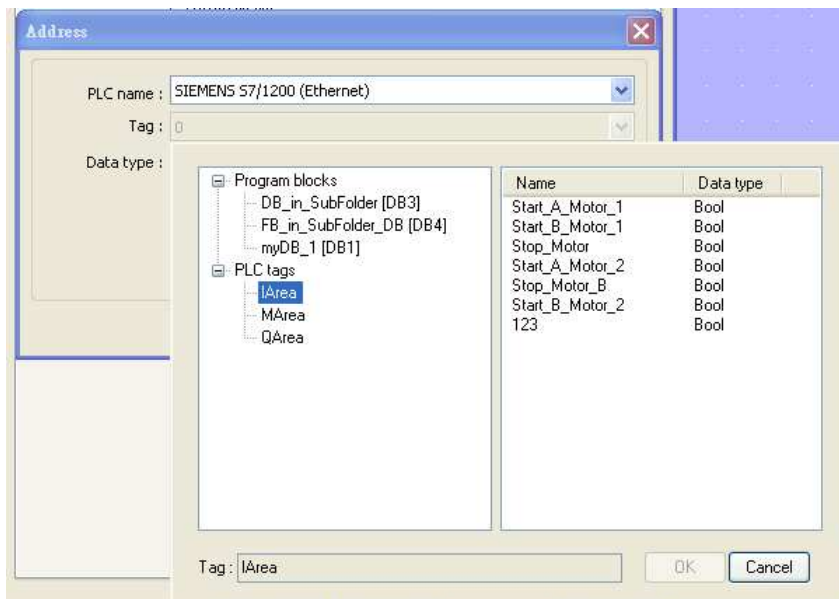 Address
PLC name : SIEMENS S7/1200 (Ethernet)
Tag : 0
Data type :
Program blocks
DB_in_SubFolder [DB3]
FB_in_SubFolder_DB [DB4]
myDB_1 [DB1]
PLC tags
IArea
MArea
QArea
Name Data type
Start_A_Motor_1 Bool
Start_B_Motor_1 Bool
Stop_Motor Bool
Start_A_Motor_2 Bool
Stop_Motor_B Bool
Start_B_Motor_2 Bool
123 Bool
Tag : IArea
OK Cancel